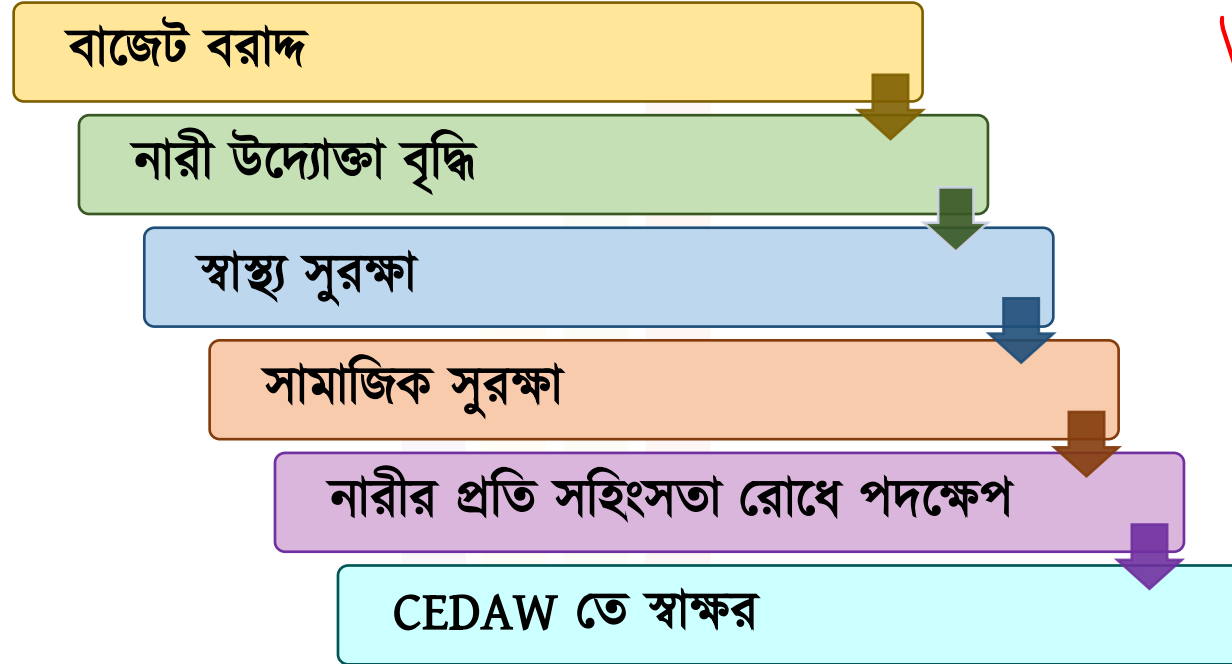 বাজেট বরাদ্দ
নারী উদ্যোক্তা বৃদ্ধি
স্বাস্থ্য সুরক্ষা
সামাজিক সুরক্ষা
নারীর প্রতি সহিংসতা রোধে পদক্ষেপ
CEDAW তে স্বাক্ষর